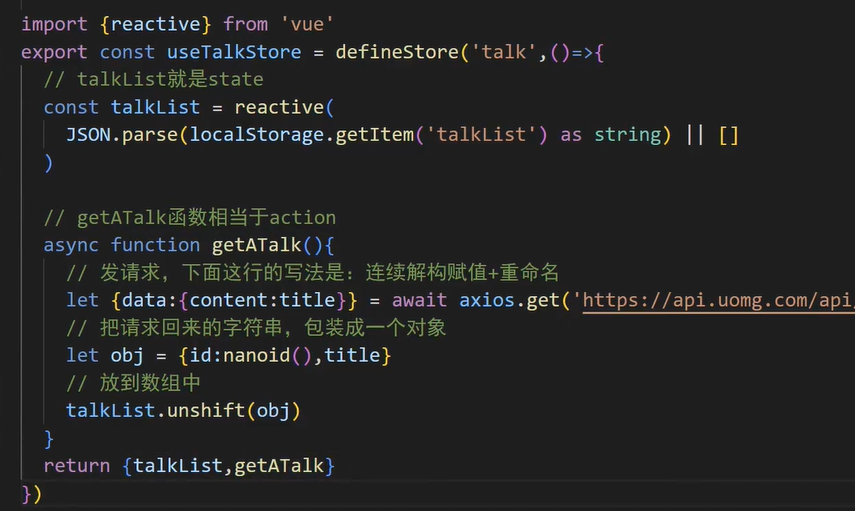 import {reactive} from 'vue'
export const useTalkStore = defineStore('talk',()=>{
  // talkList就是state
  const talkList = reactive(
    JSON.parse(localStorage.getItem('talkList') as string) || []
  )

  // getATalk函数相当于action
  async function getATalk(){
    // 发请求，下面这行的写法是：连续解构赋值+重命名
    let {data:{content:title}} = await axios.get('https://api.uomg.com/api
    // 把请求回来的字符串，包装成一个对象
    let obj = {id:nanoid(),title}
    // 放到数组中
    talkList.unshift(obj)
  }
  return {talkList,getATalk}
})